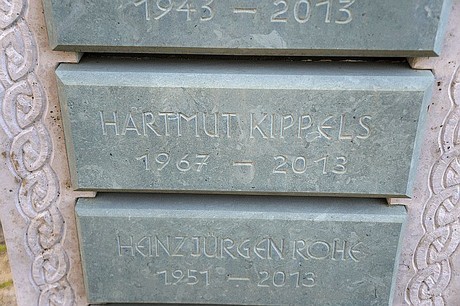 1943 – 2013
HARTMUT KIPPELS
1967 – 2013
HEINZ JÜRGEN ROHE
1951 – 2013